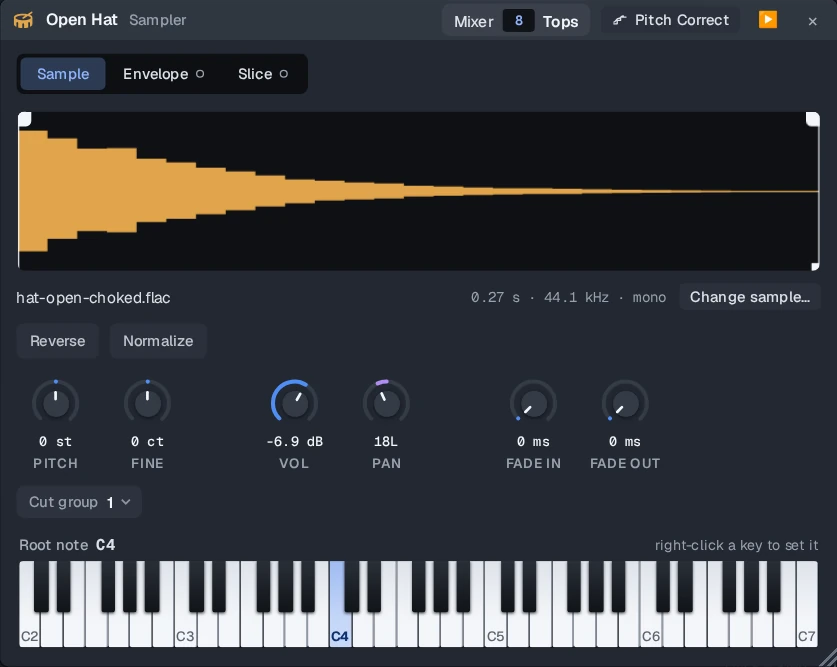 Open Hat Sampler Mixer 8 Tops Pitch Correct
Sample Envelope Slice
hat-open-choked.flac 0.27 s · 44.1 kHz · mono Change sample…
Reverse Normalize
0 st 0 ct -6.9 dB 18L 0 ms 0 ms
PITCH FINE VOL PAN FADE IN FADE OUT
Cut group 1
Root note C4 right-click a key to set it
C2 C3 C4 C5 C6 C7